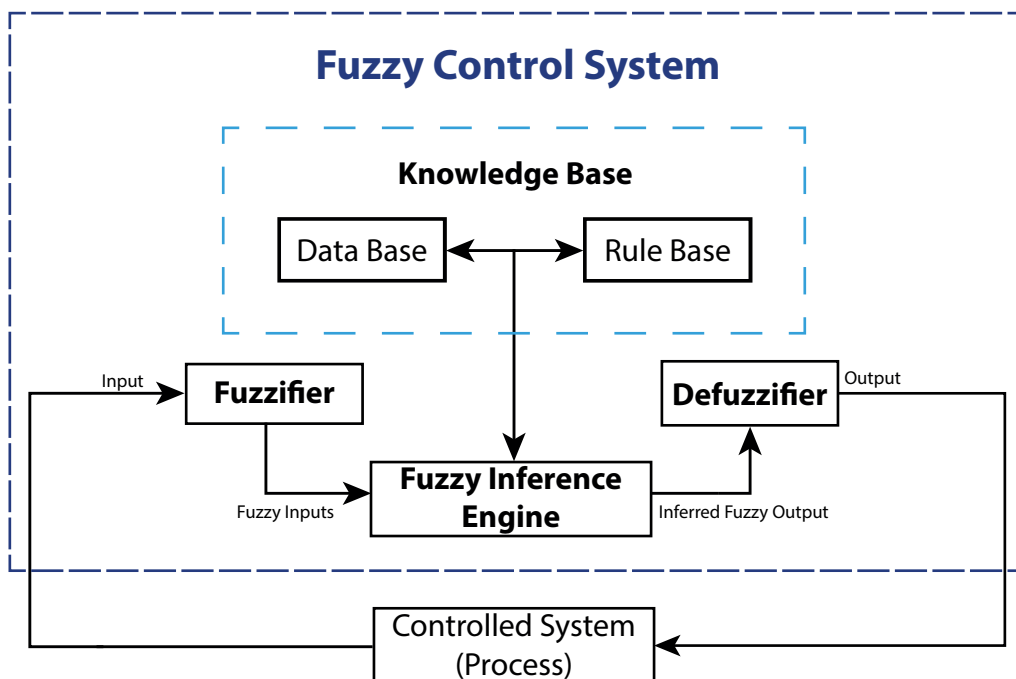 Fuzzy Control System
Knowledge Base
Data Base
Rule Base
Input
Fuzzifier
Defuzzifier
Output
Fuzzy Inputs
Fuzzy Inference
Engine
Inferred Fuzzy Output
Controlled System
(Process)